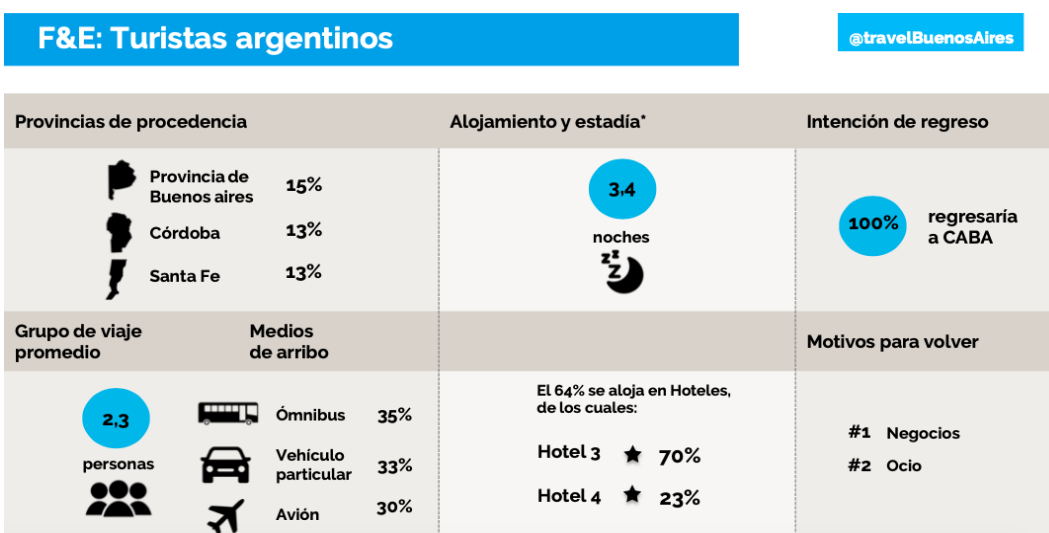 F&E: Turistas argentinos
@travelBuenosAires
Provincias de procedencia
Provincia de
Buenos aires
15%
Córdoba
13%
Santa Fe
13%
Alojamiento y estadía*
3,4
noches
zzz
Intención de regreso
100%
regresaría
a CABA
Grupo de viaje
promedio
2,3
personas
Medios
de arribo
Ómnibus
35%
Vehículo
particular
33%
Avión
30%
El 64% se aloja en Hoteles,
de los cuales:
Hotel 3 ★ 70%
Hotel 4 ★ 23%
Motivos para volver
#1 Negocios
#2 Ocio